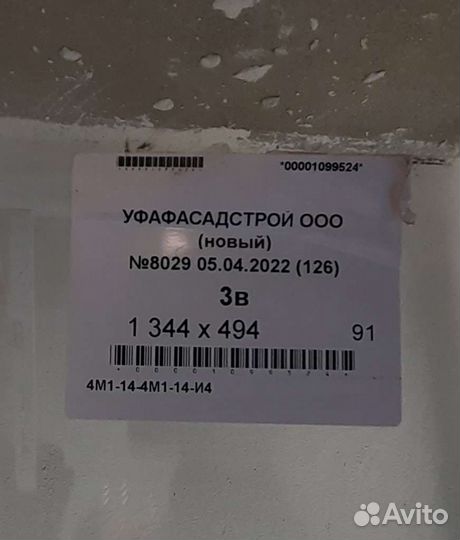 *00001099524*
УФАФАСАДСТРОЙ ООО
(новый)
№8029 05.04.2022 (126)
3в
1 344 x 494 91
*00001099524*
4М1-14-4М1-14-И4
Avito